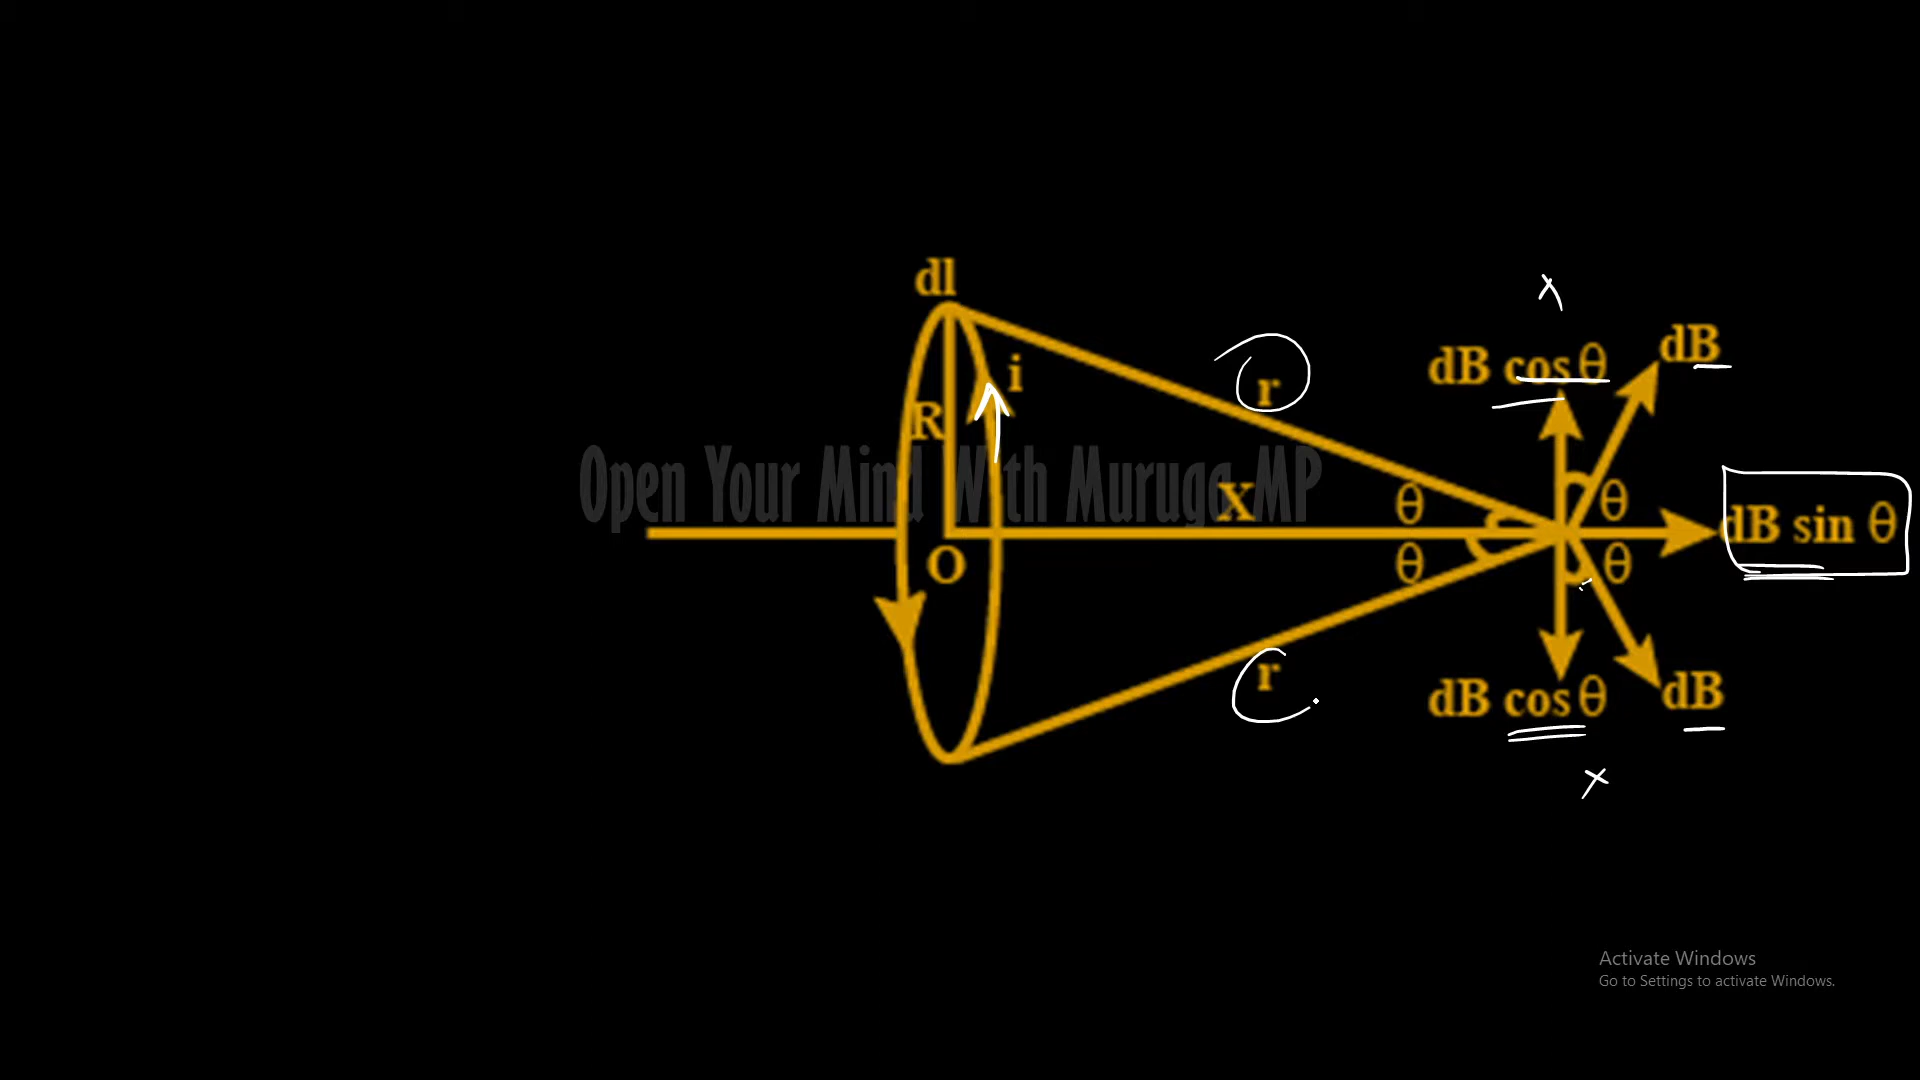 dl
i
R
r
dB cos θ
dB
X
θ
θ
dB sin θ
O
θ
θ
r
dB cos θ
dB
Open Your Mind With Muruga MP
Activate Windows
Go to Settings to activate Windows.